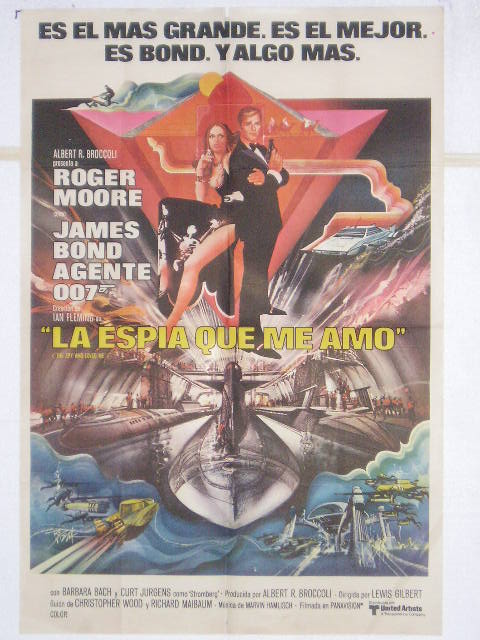 ES EL MAS GRANDE. ES EL MEJOR.
ES BOND. Y ALGO MAS.
ALBERT R. BROCCOLI
presenta a
ROGER
MOORE
como
JAMES
BOND
AGENTE
007
Creación de
IAN FLEMING en
"LA ESPIA QUE ME AMO"
( THE SPY WHO LOVED ME )
con BARBARA BACH y CURT JURGENS como 'Stromberg' · Producida por ALBERT R. BROCCOLI · Dirigida por LEWIS GILBERT
Guión de CHRISTOPHER WOOD y RICHARD MAIBAUM · Música de MARVIN HAMLISCH · Filmada en PANAVISION
COLOR
United Artists